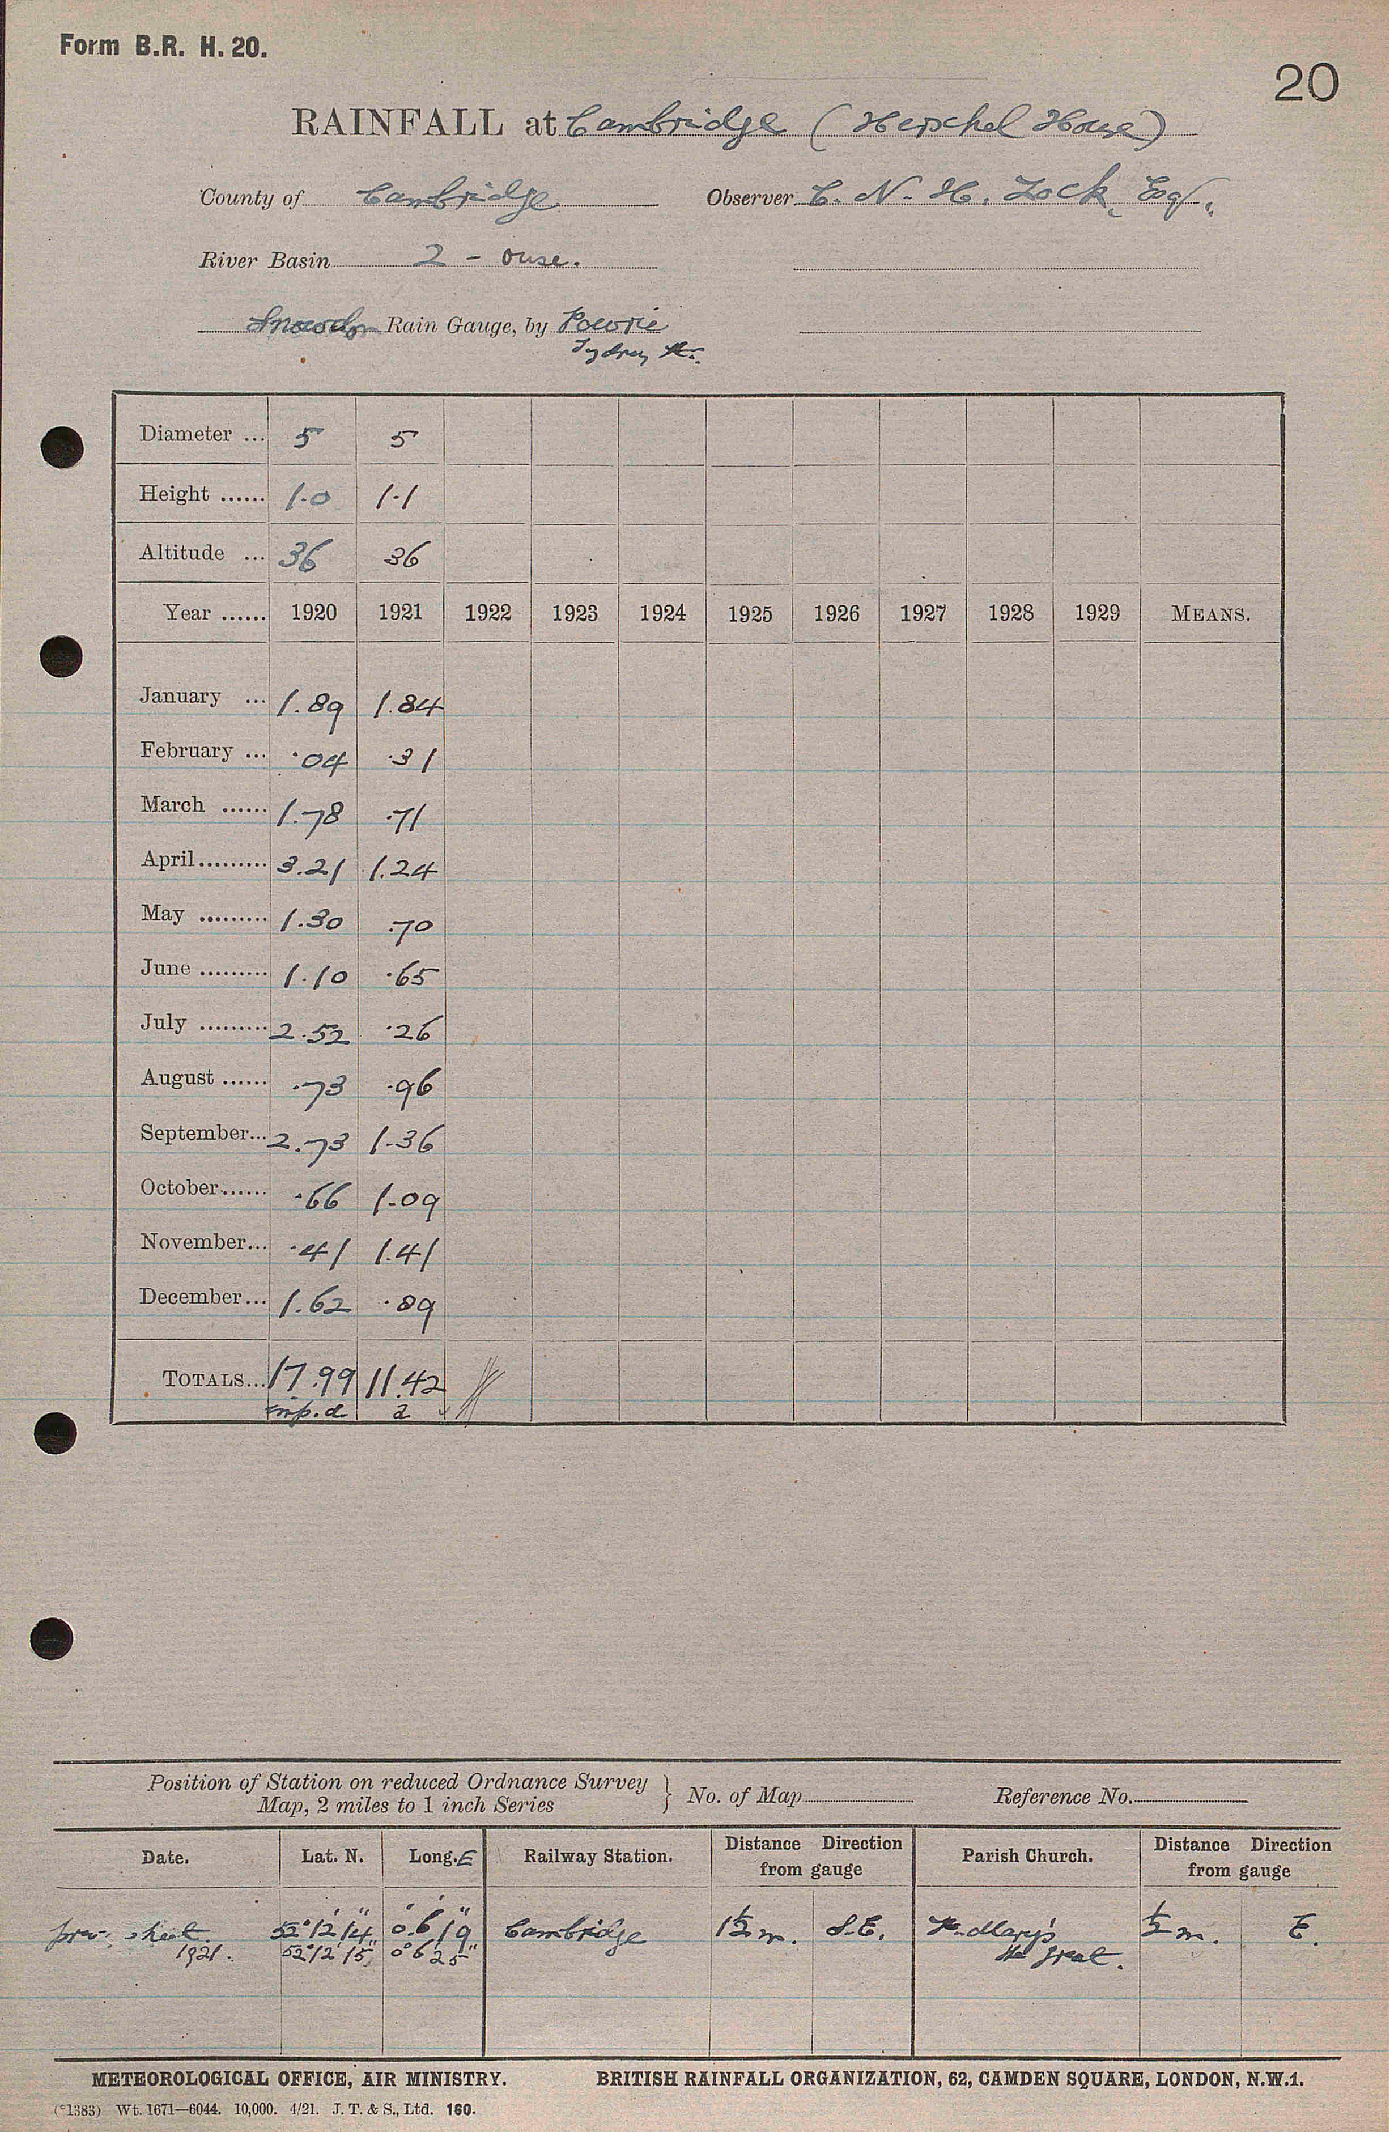 Form B.R. H. 20.
20
RAINFALL at Cambridge (Herschel House)
County of Cambridge Observer C. N. H. Lock, Esq.
River Basin 2 - Ouse.
Snowdon Rain Gauge, by Powrie
Sydney St.
Diameter ... 5 5
Height ...... 1.0 1.1
Altitude ... 36 36
Year ...... 1920 1921 1922 1923 1924 1925 1926 1927 1928 1929 MEANS.
January ... 1.89 1.84
February ... .04 .31
March ...... 1.78 .71
April ......... 3.21 1.24
May ......... 1.30 .70
June ......... 1.10 .65
July ......... 2.52 .26
August ...... .73 .96
September... 2.73 1.36
October...... .66 1.09
November... .41 1.41
December... 1.62 .89
TOTALS... 17.99 11.42
imp. d 2
Position of Station on reduced Ordnance Survey
Map, 2 miles to 1 inch Series } No. of Map Reference No.
Date. Lat. N. Long. E Railway Station. Distance Direction from gauge Parish Church. Distance Direction from gauge
prev. sheet. 52° 12' 14" 0° 6' 19" Cambridge 1½ m. S.E. St. Mary's ½ m. E.
1921. 52° 12' 15" 0° 6' 25" the great.
METEOROLOGICAL OFFICE, AIR MINISTRY. BRITISH RAINFALL ORGANIZATION, 62, CAMDEN SQUARE, LONDON, N.W.1.
(*1383) Wt. 1671—6044. 10,000. 4/21. J. T. & S., Ltd. 160.